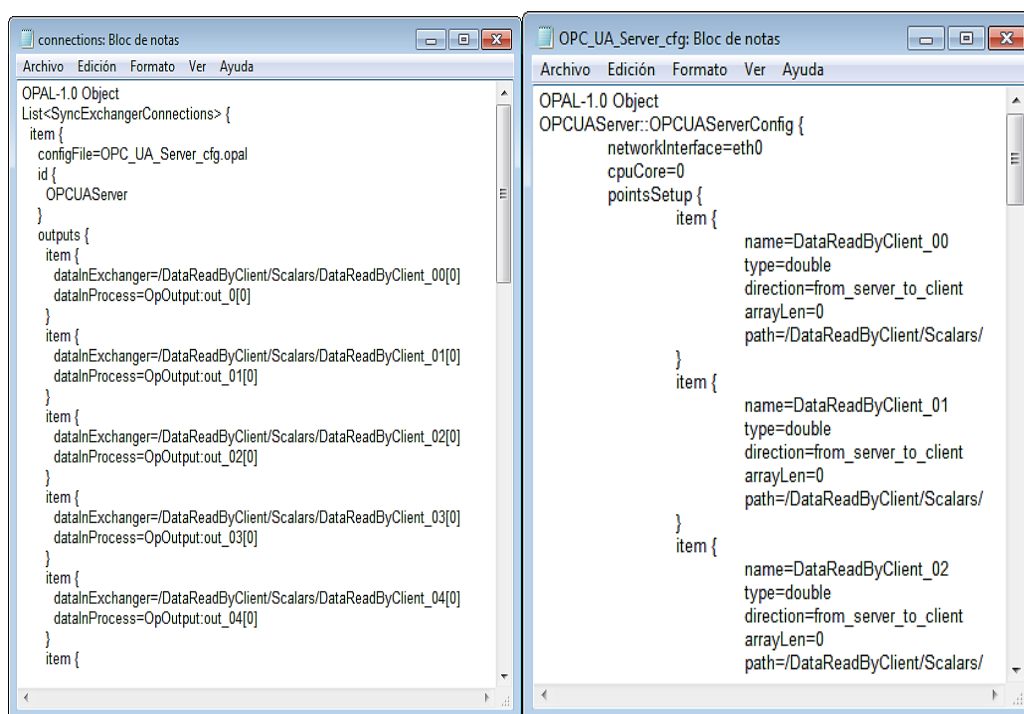 connections: Bloc de notas
Archivo Edición Formato Ver Ayuda
OPAL-1.0 Object
List<SyncExchangerConnections> {
item {
configFile=OPC_UA_Server_cfg.opal
id {
OPCUAServer
}
outputs {
item {
dataInExchanger=/DataReadByClient/Scalars/DataReadByClient_00[0]
dataInProcess=OpOutput:out_0[0]
}
item {
dataInExchanger=/DataReadByClient/Scalars/DataReadByClient_01[0]
dataInProcess=OpOutput:out_01[0]
}
item {
dataInExchanger=/DataReadByClient/Scalars/DataReadByClient_02[0]
dataInProcess=OpOutput:out_02[0]
}
item {
dataInExchanger=/DataReadByClient/Scalars/DataReadByClient_03[0]
dataInProcess=OpOutput:out_03[0]
}
item {
dataInExchanger=/DataReadByClient/Scalars/DataReadByClient_04[0]
dataInProcess=OpOutput:out_04[0]
}
item {
OPC_UA_Server_cfg: Bloc de notas
Archivo Edición Formato Ver Ayuda
OPAL-1.0 Object
OPCUAServer::OPCUAServerConfig {
networkInterface=eth0
cpuCore=0
pointsSetup {
item {
name=DataReadByClient_00
type=double
direction=from_server_to_client
arrayLen=0
path=/DataReadByClient/Scalars/
}
item {
name=DataReadByClient_01
type=double
direction=from_server_to_client
arrayLen=0
path=/DataReadByClient/Scalars/
}
item {
name=DataReadByClient_02
type=double
direction=from_server_to_client
arrayLen=0
path=/DataReadByClient/Scalars/